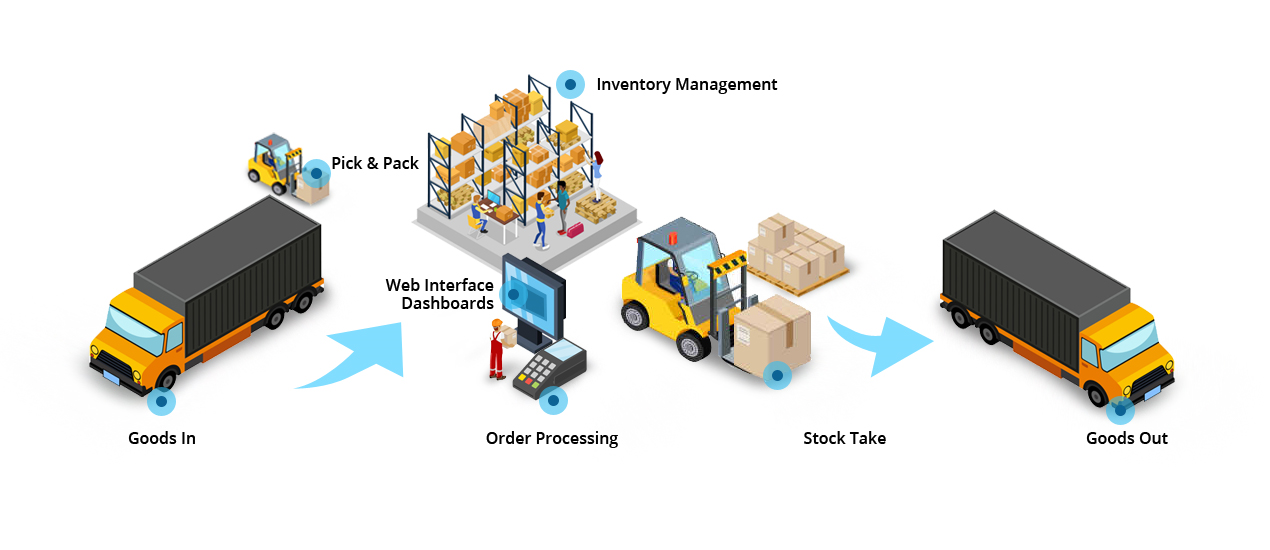 Inventory Management
Pick & Pack
Web Interface
Dashboards
Goods In
Order Processing
Stock Take
Goods Out